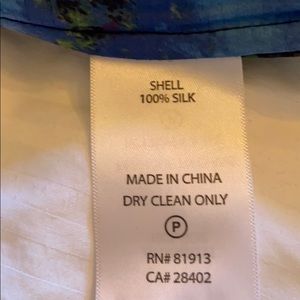 SHELL
100% SILK
MADE IN CHINA
DRY CLEAN ONLY
P
RN# 81913
CA# 28402